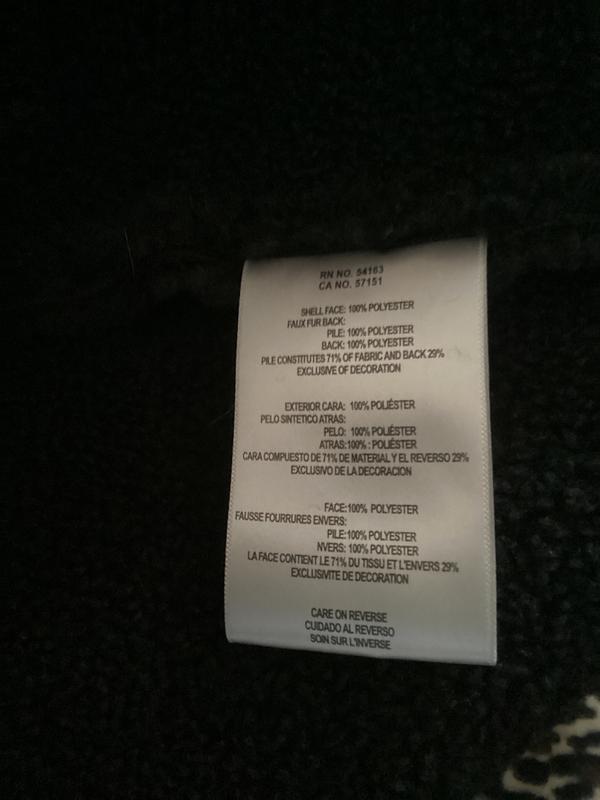 RN NO. 54163
CA NO. 57151
SHELL FACE: 100% POLYESTER
FAUX FUR BACK:
PILE: 100% POLYESTER
BACK: 100% POLYESTER
PILE CONSTITUTES 71% OF FABRIC AND BACK 29%
EXCLUSIVE OF DECORATION
EXTERIOR CARA: 100% POLIÉSTER
PELO SINTETICO ATRAS:
PELO: 100% POLIÉSTER
ATRAS:100% : POLIÉSTER
CARA COMPUESTO DE 71% DE MATERIAL Y EL REVERSO 29%
EXCLUSIVO DE LA DECORACION
FACE:100% POLYESTER
FAUSSE FOURRURES ENVERS:
PILE:100% POLYESTER
NVERS: 100% POLYESTER
LA FACE CONTIENT LE 71% DU TISSU ET L'ENVERS 29%
EXCLUSIVITE DE DECORATION
CARE ON REVERSE
CUIDADO AL REVERSO
SOIN SUR L'INVERSE